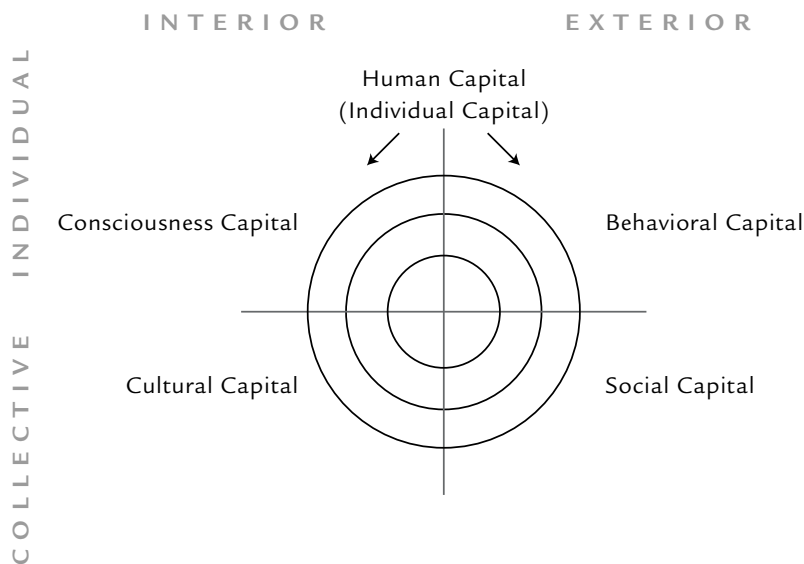 INTERIOR EXTERIOR
INDIVIDUAL
Human Capital
(Individual Capital)
Consciousness Capital
Behavioral Capital
COLLECTIVE
Cultural Capital
Social Capital